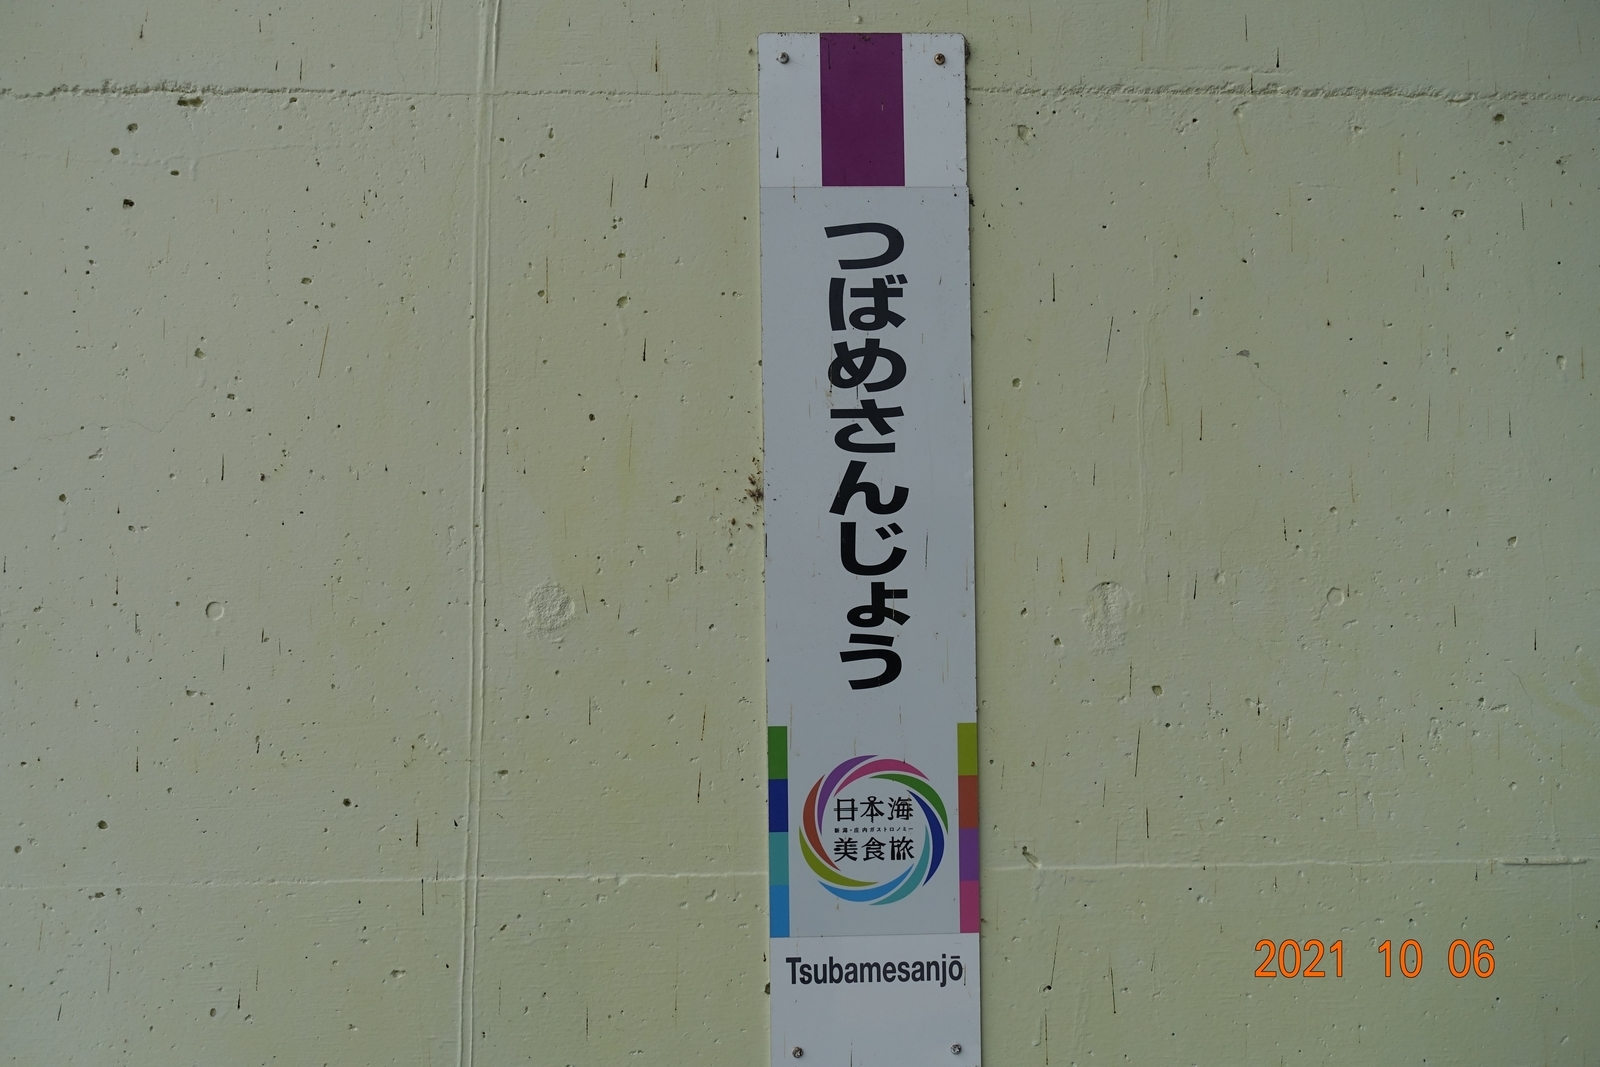 つばめさんじょう
日本海
新潟・庄内ガストロノミー
美食旅
Tsubamesanjō
2021 10 06